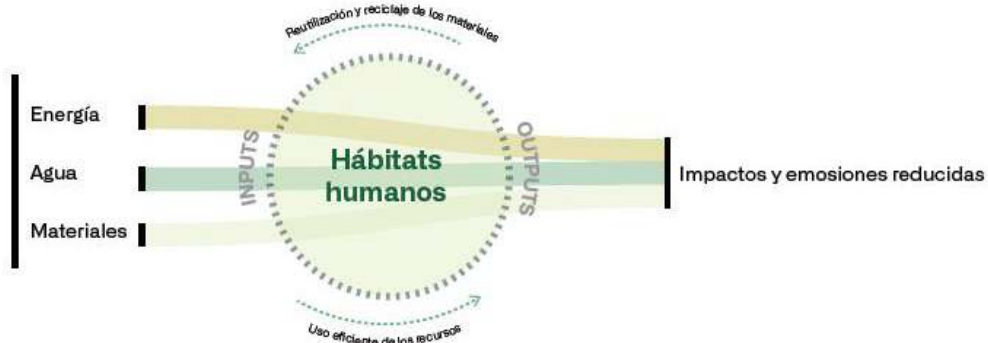 Reutilización y reciclaje de los materiales
Energía
Agua
Materiales
INPUTS
Hábitats
humanos
OUTPUTS
Impactos y emosiones reducidas
Uso eficiente de los recursos